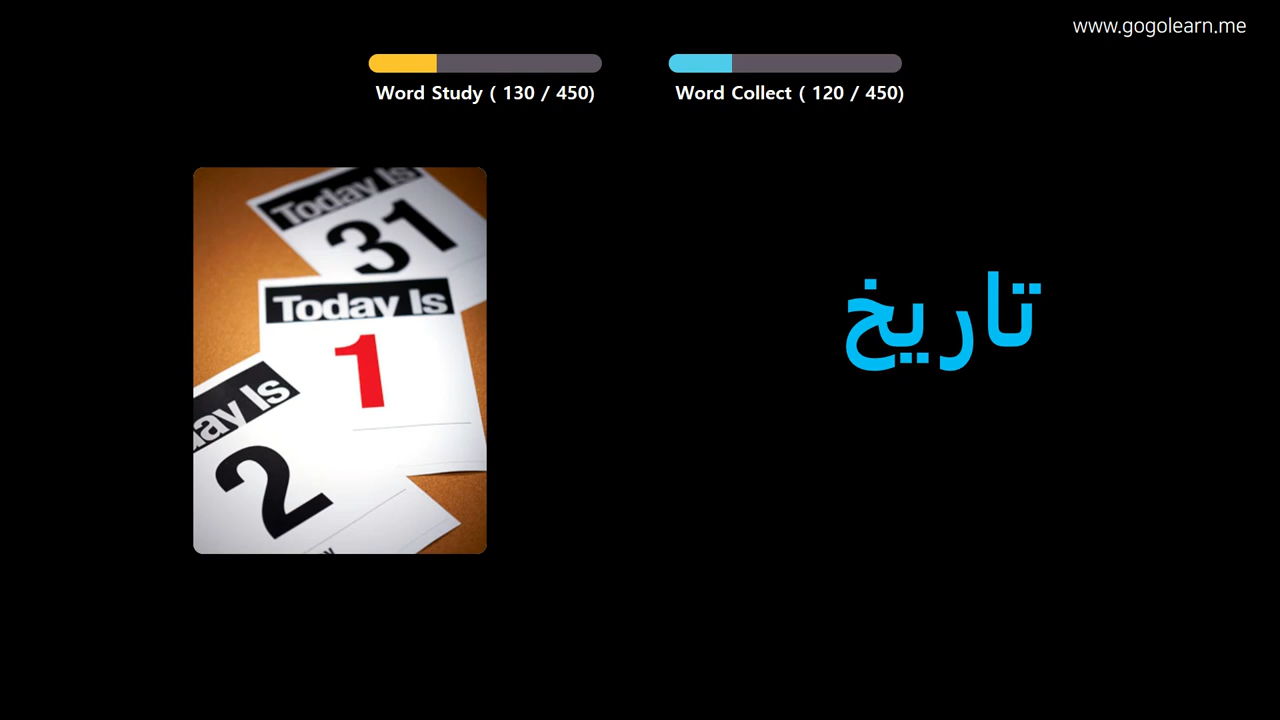 www.gogolearn.me
Word Study ( 130 / 450)
Word Collect ( 120 / 450)
Today Is
31
Today Is
1
day Is
2
تاريخ